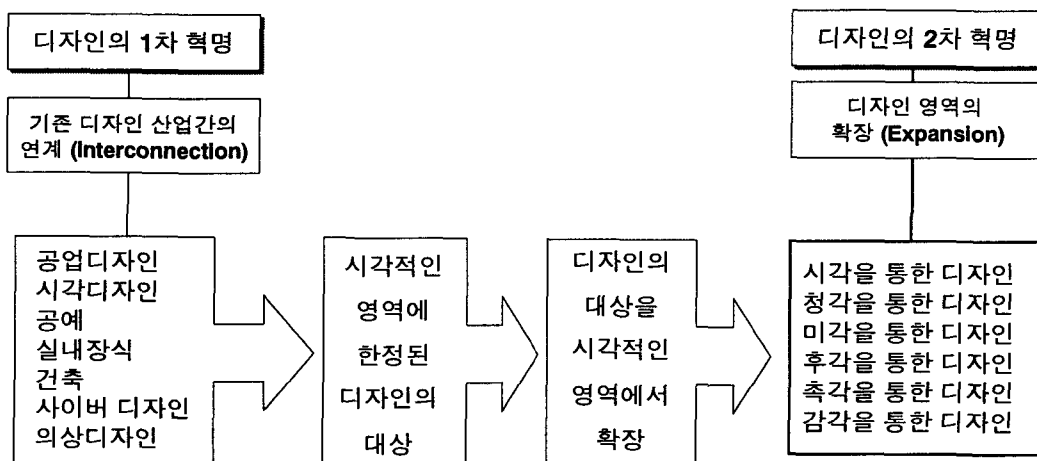 디자인의 1차 혁명
기존 디자인 산업간의
연계 (Interconnection)
공업디자인
시각디자인
공예
실내장식
건축
사이버 디자인
의상디자인
시각적인
영역에
한정된
디자인의
대상
디자인의
대상을
시각적인
영역에서
확장
디자인의 2차 혁명
디자인 영역의
확장 (Expansion)
시각을 통한 디자인
청각을 통한 디자인
미각을 통한 디자인
후각을 통한 디자인
촉각을 통한 디자인
감각을 통한 디자인